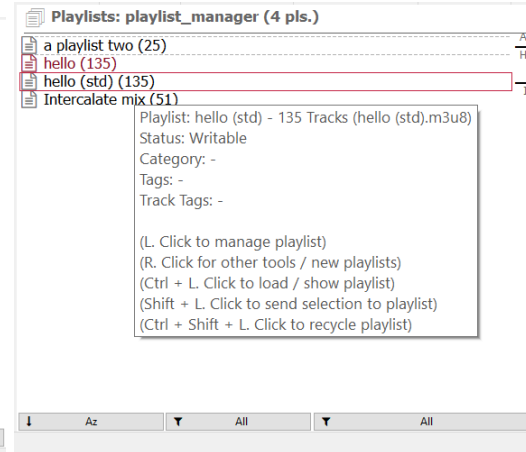 Playlists: playlist_manager (4 pls.)
a playlist two (25)
A
H
hello (135)
hello (std) (135)
Intercalate mix (51)
I
Playlist: hello (std) - 135 Tracks (hello (std).m3u8)
Status: Writable
Category: -
Tags: -
Track Tags: -
(L. Click to manage playlist)
(R. Click for other tools / new playlists)
(Ctrl + L. Click to load / show playlist)
(Shift + L. Click to send selection to playlist)
(Ctrl + Shift + L. Click to recycle playlist)
Az All All